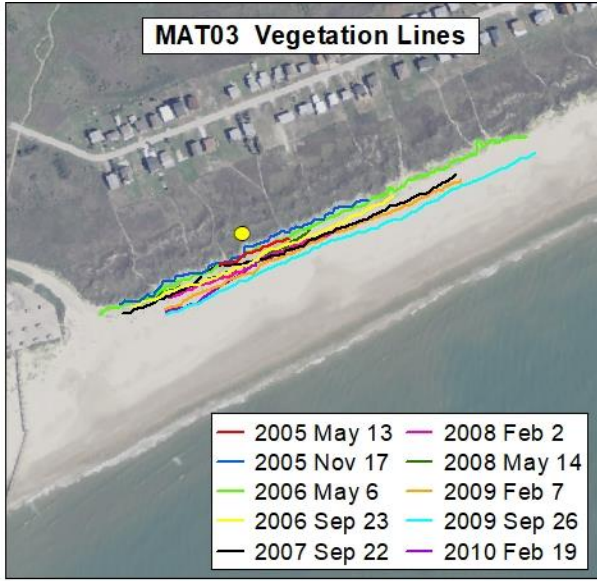 MAT03 Vegetation Lines
2005 May 13
2005 Nov 17
2006 May 6
2006 Sep 23
2007 Sep 22
2008 Feb 2
2008 May 14
2009 Feb 7
2009 Sep 26
2010 Feb 19